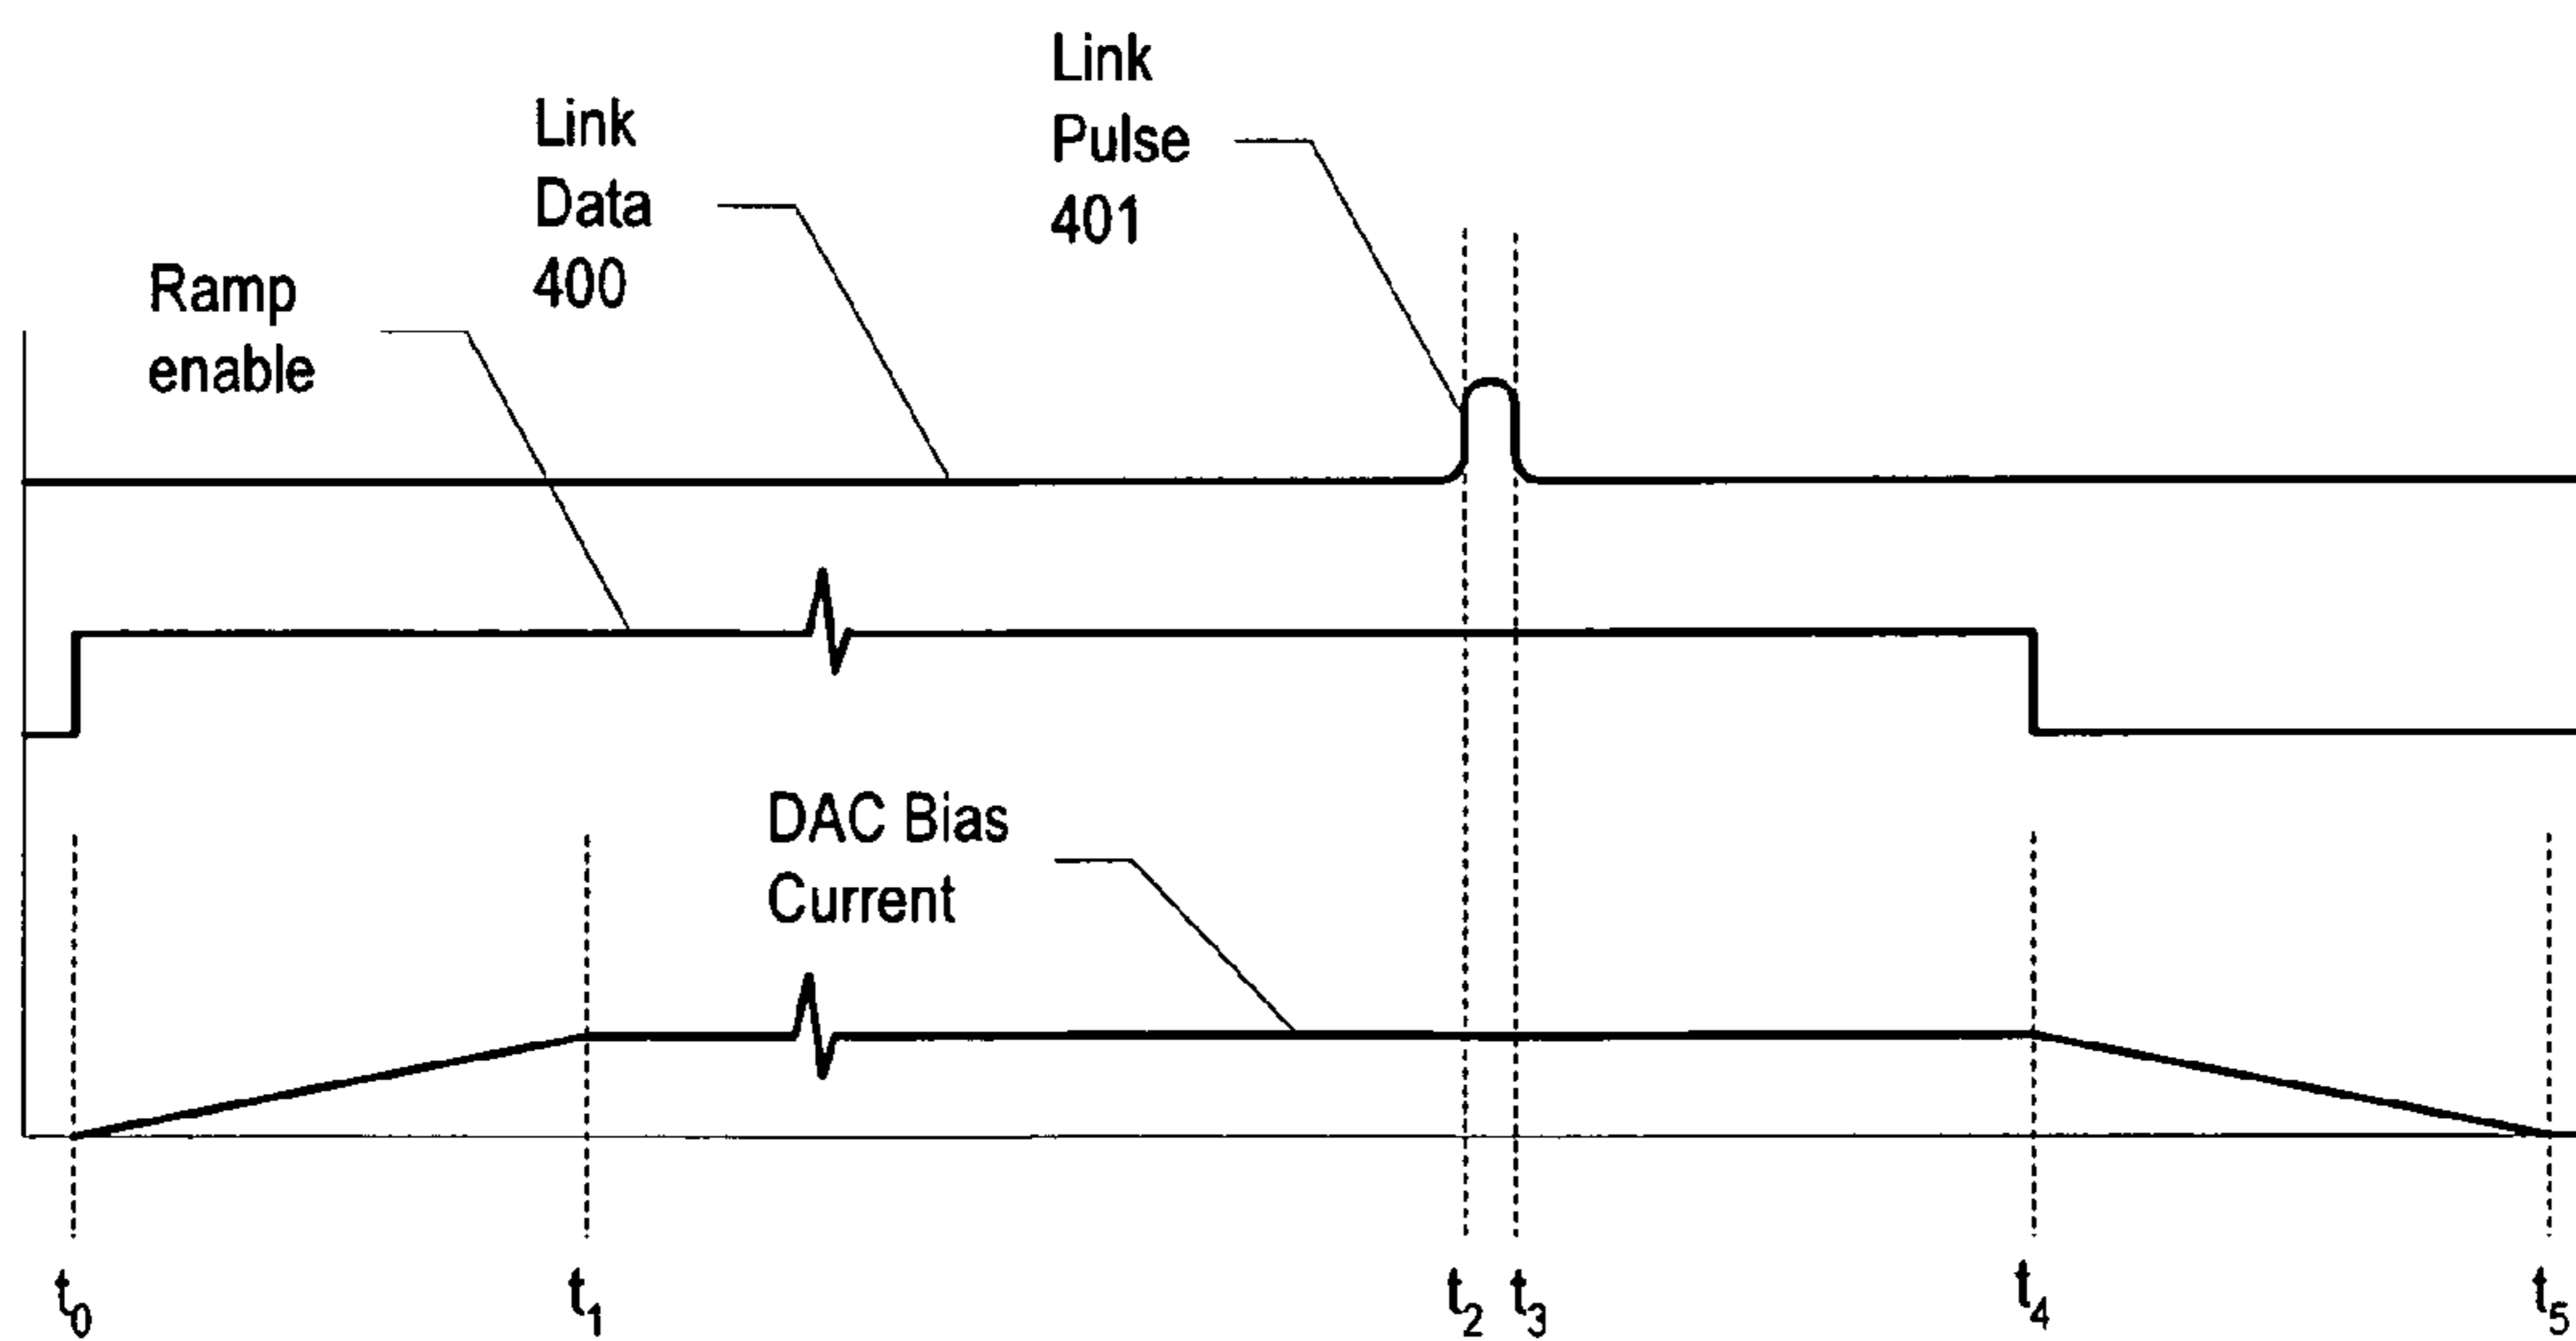 Link
Pulse
401
Link
Data
400
Ramp
enable
DAC Bias
Current
t0
t1
t2
t3
t4
t5